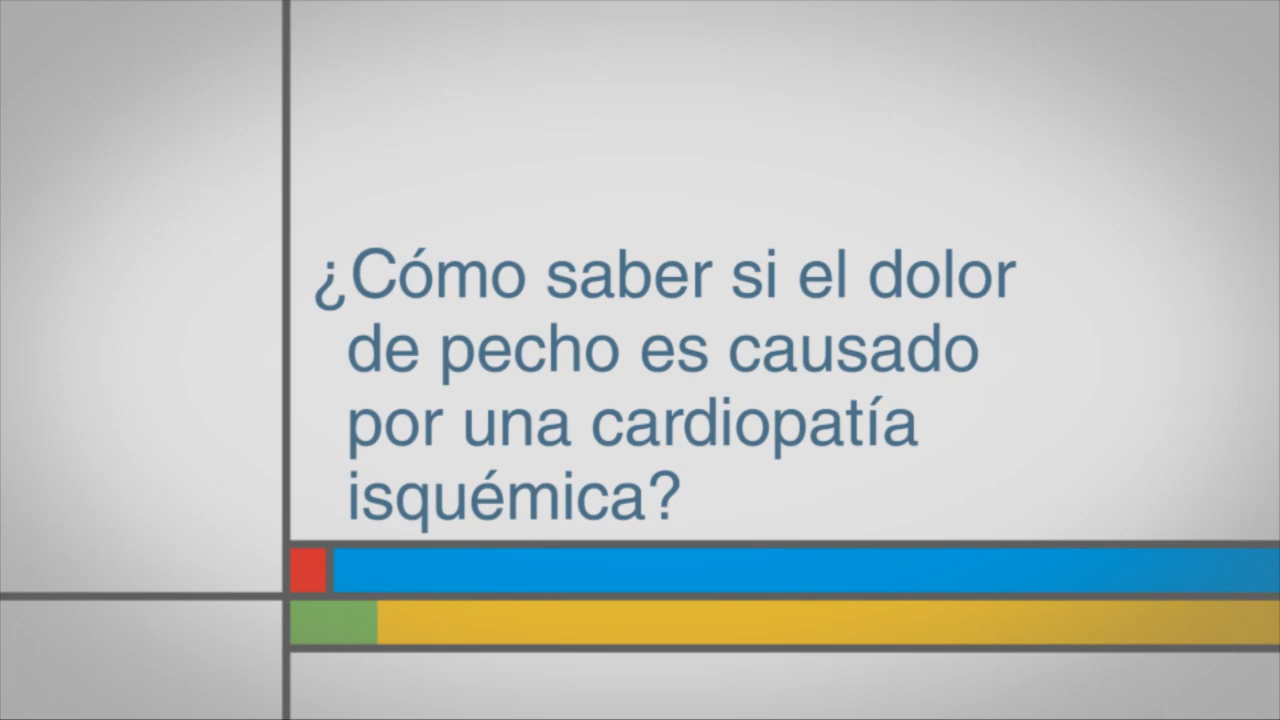 ¿Cómo saber si el dolor
de pecho es causado
por una cardiopatía
isquémica?